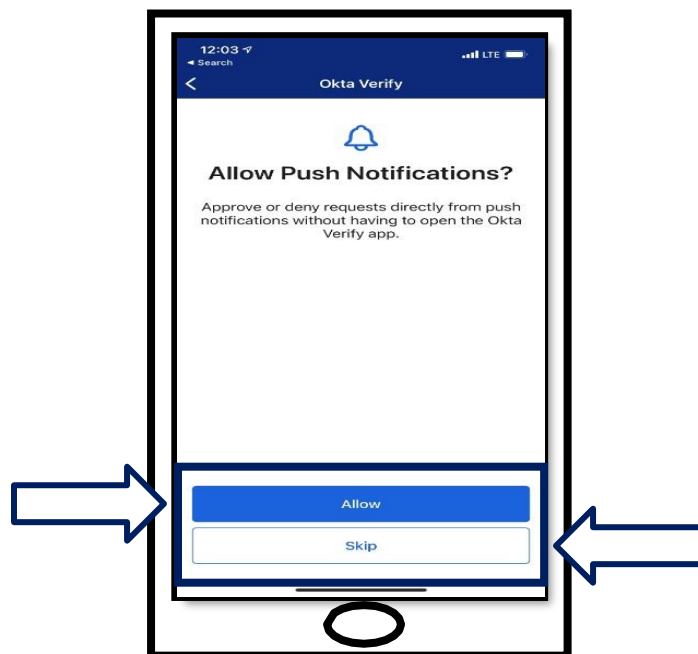 12:03
LTE
◄ Search
Okta Verify
Allow Push Notifications?
Approve or deny requests directly from push
notifications without having to open the Okta
Verify app.
Allow
Skip